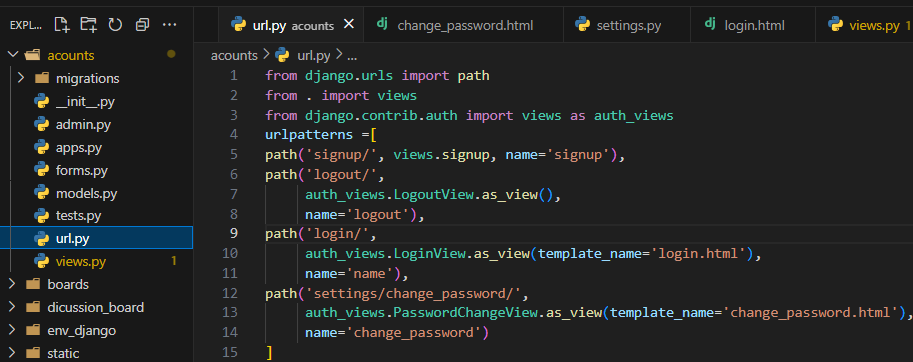 EXPL...
url.py acounts
change_password.html
settings.py
login.html
views.py 1
acounts
migrations
__init__.py
admin.py
apps.py
forms.py
models.py
tests.py
url.py
views.py 1
boards
dicussion_board
env_django
static
acounts > url.py > ...
1 from django.urls import path
2 from . import views
3 from django.contrib.auth import views as auth_views
4 urlpatterns =[
5 path('signup/', views.signup, name='signup'),
6 path('logout/',
7 auth_views.LogoutView.as_view(),
8 name='logout'),
9 path('login/',
10 auth_views.LoginView.as_view(template_name='login.html'),
11 name='name'),
12 path('settings/change_password/',
13 auth_views.PasswordChangeView.as_view(template_name='change_password.html'),
14 name='change_password')
15 ]